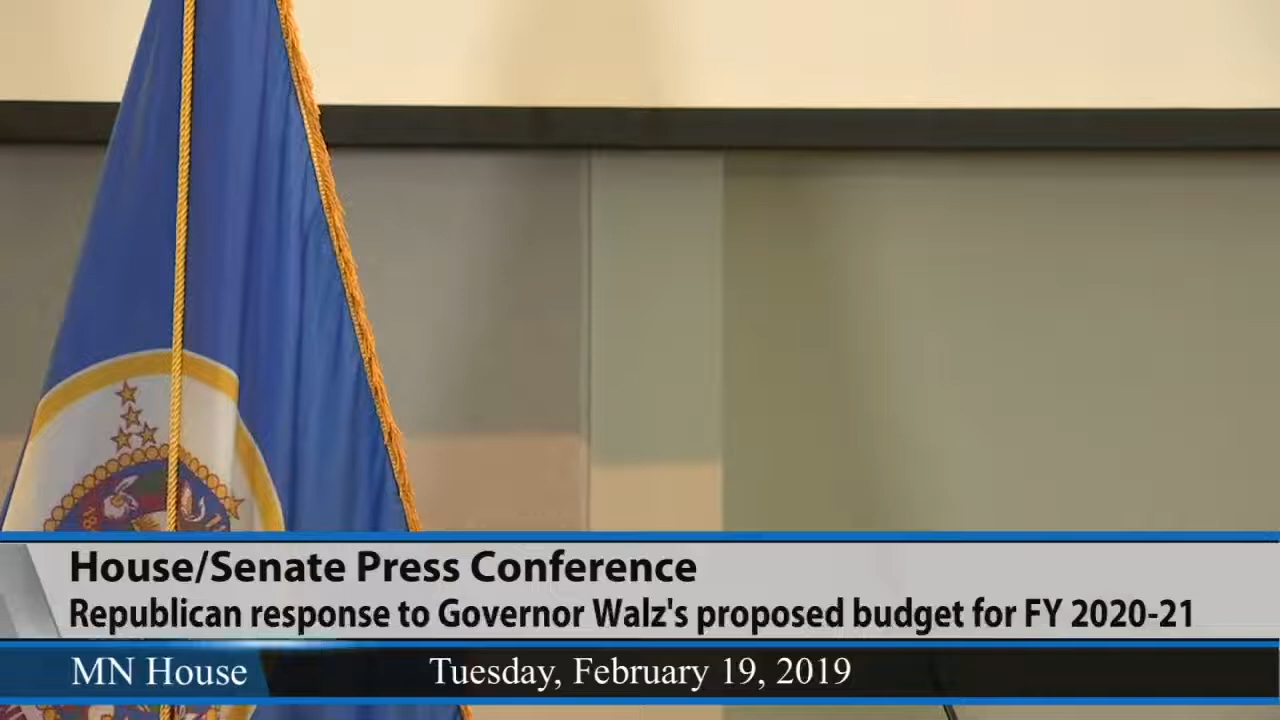 House/Senate Press Conference
Republican response to Governor Walz's proposed budget for FY 2020-21
MN House
Tuesday, February 19, 2019